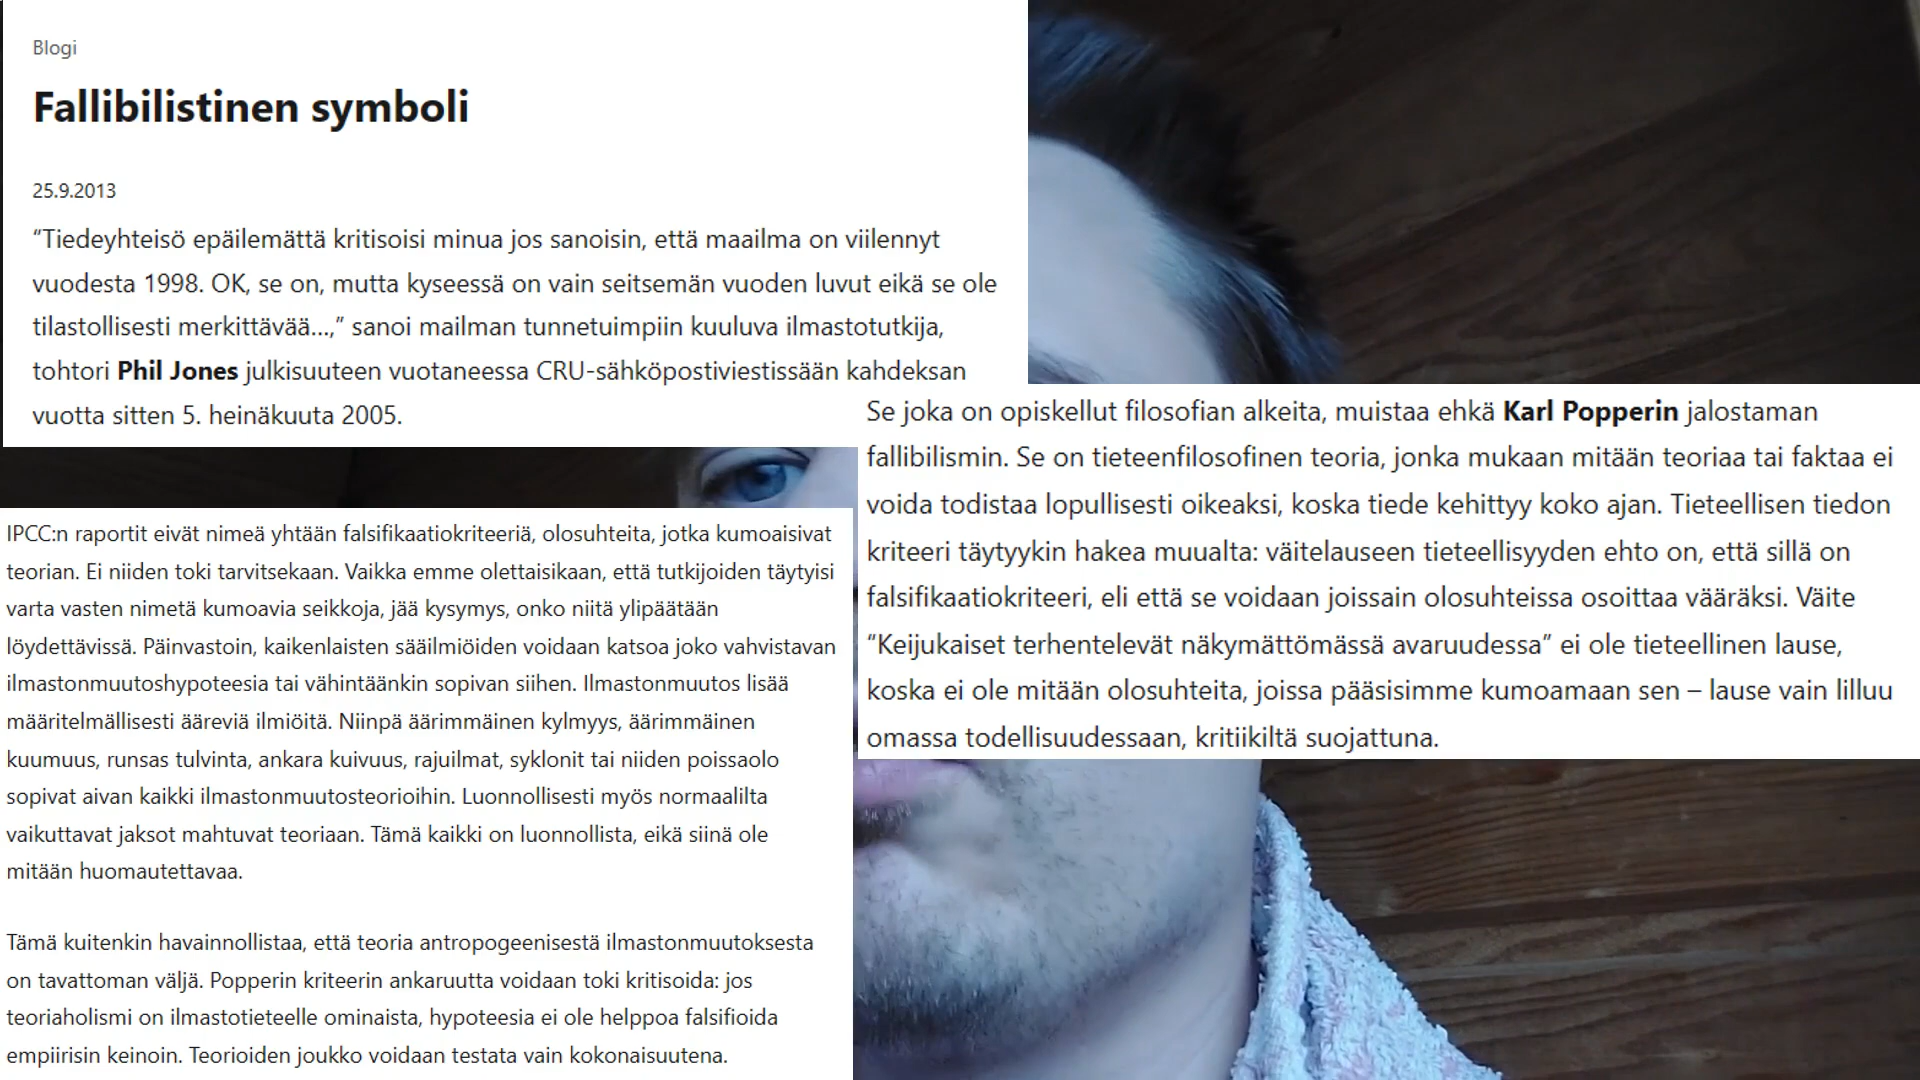 Blogi
Fallibilistinen symboli
25.9.2013
“Tiedeyhteisö epäilemättä kritisoisi minua jos sanoisin, että maailma on viilennyt
vuodesta 1998. OK, se on, mutta kyseessä on vain seitsemän vuoden luvut eikä se ole
tilastollisesti merkittävää…,” sanoi mailman tunnetuimpiin kuuluva ilmastotutkija,
tohtori Phil Jones julkisuuteen vuotaneessa CRU-sähköpostiviestissään kahdeksan
vuotta sitten 5. heinäkuuta 2005.
Se joka on opiskellut filosofian alkeita, muistaa ehkä Karl Popperin jalostaman
fallibilismin. Se on tieteenfilosofinen teoria, jonka mukaan mitään teoriaa tai faktaa ei
voida todistaa lopullisesti oikeaksi, koska tiede kehittyy koko ajan. Tieteellisen tiedon
kriteeri täytyykin hakea muualta: väitelauseen tieteellisyyden ehto on, että sillä on
falsifikaatiokriteeri, eli että se voidaan joissain olosuhteissa osoittaa vääräksi. Väite
“Keijukaiset terhentelevät näkymättömässä avaruudessa” ei ole tieteellinen lause,
koska ei ole mitään olosuhteita, joissa pääsisimme kumoamaan sen – lause vain lilluu
omassa todellisuudessaan, kritiikiltä suojattuna.
IPCC:n raportit eivät nimeä yhtään falsifikaatiokriteeriä, olosuhteita, jotka kumoaisivat
teorian. Ei niiden toki tarvitsekaan. Vaikka emme olettaisikaan, että tutkijoiden täytyisi
varta vasten nimetä kumoavia seikkoja, jää kysymys, onko niitä ylipäätään
löydettävissä. Päinvastoin, kaikenlaisten sääilmiöiden voidaan katsoa joko vahvistavan
ilmastonmuutoshypoteesia tai vähintäänkin sopivan siihen. Ilmastonmuutos lisää
määritelmällisesti ääreviä ilmiöitä. Niinpä äärimmäinen kylmyys, äärimmäinen
kuumuus, runsas tulvinta, ankara kuivuus, rajuilmat, syklonit tai niiden poissaolo
sopivat aivan kaikki ilmastonmuutosteorioihin. Luonnollisesti myös normaalilta
vaikuttavat jaksot mahtuvat teoriaan. Tämä kaikki on luonnollista, eikä siinä ole
mitään huomautettavaa.
Tämä kuitenkin havainnollistaa, että teoria antropogeenisestä ilmastonmuutoksesta
on tavattoman väljä. Popperin kriteerin ankaruutta voidaan toki kritisoida: jos
teoriaholismi on ilmastotieteelle ominaista, hypoteesia ei ole helppoa falsifioida
empiirisin keinoin. Teorioiden joukko voidaan testata vain kokonaisuutena.